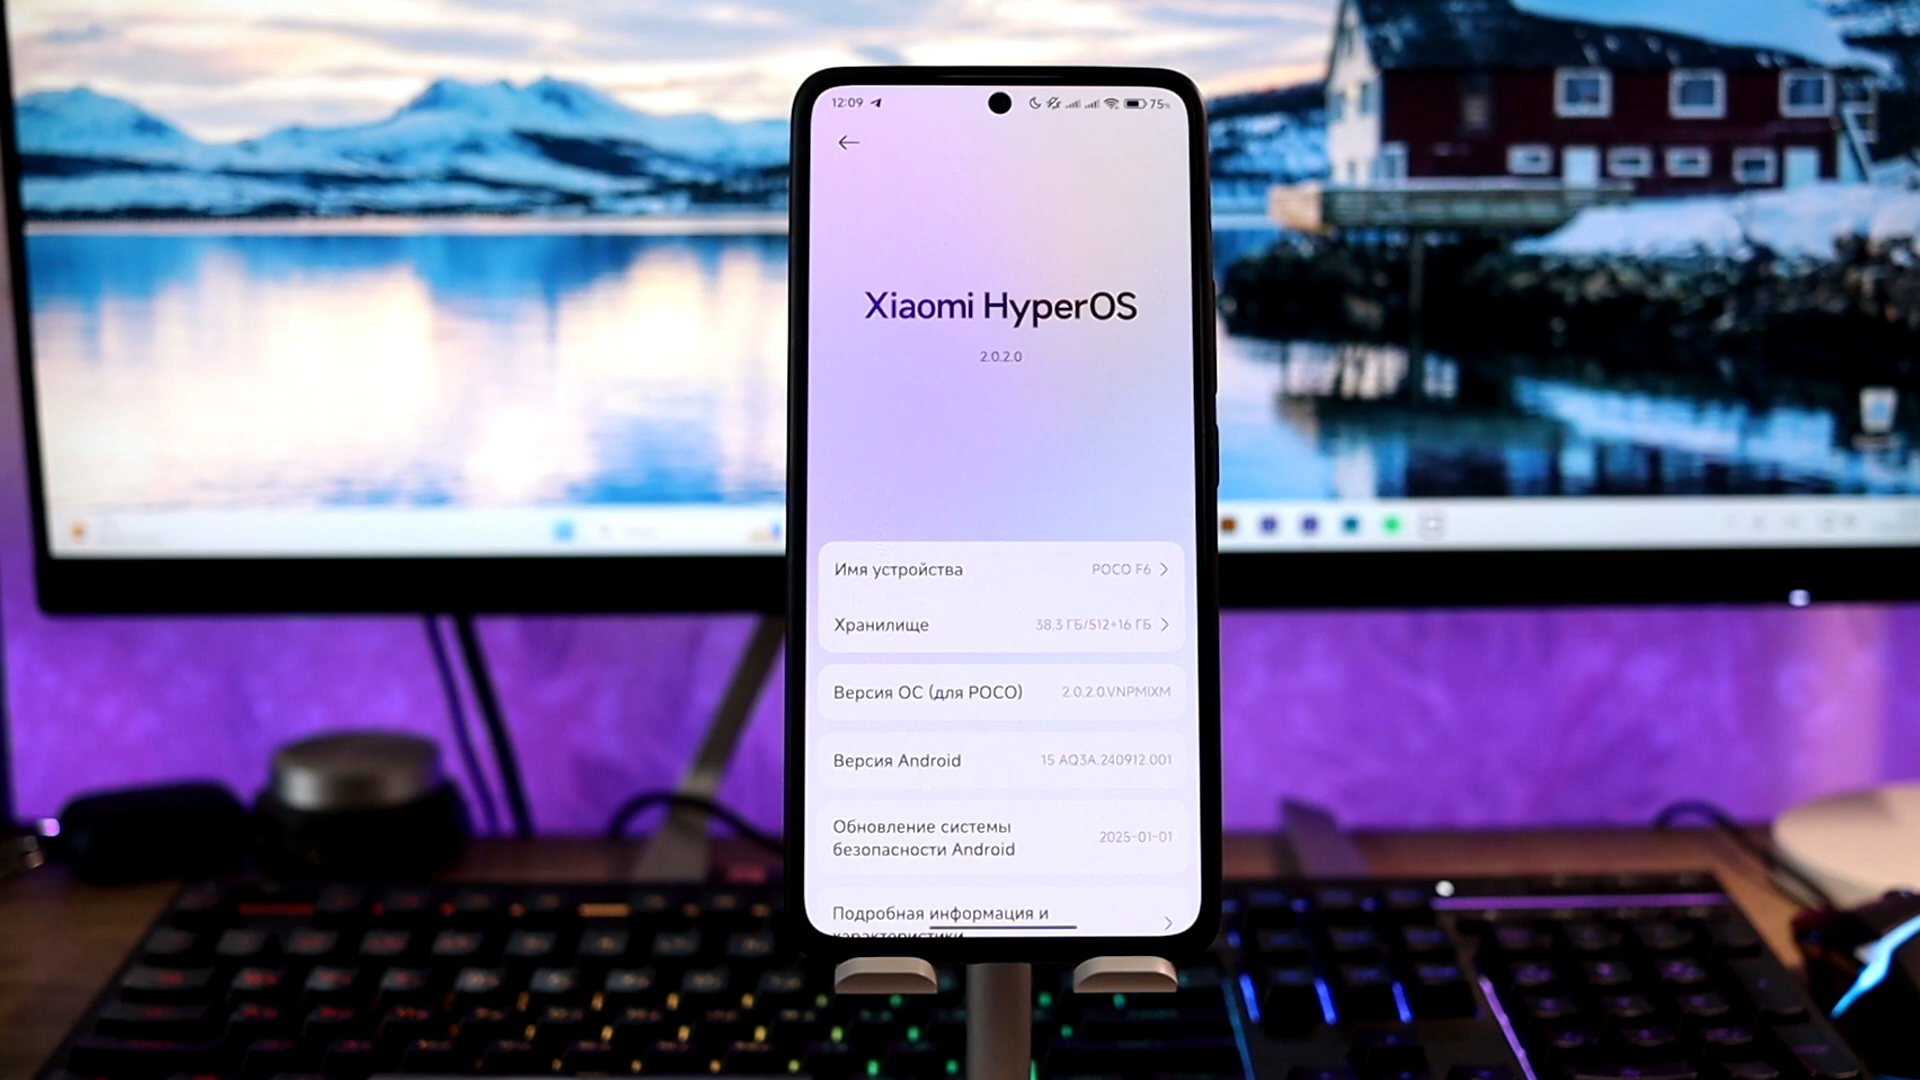 12:09
75%
Xiaomi HyperOS
2.0.2.0
Имя устройства POCO F6
Хранилище 38,3 ГБ/512+16 ГБ
Версия ОС (для POCO) 2.0.2.0.VNPMIXM
Версия Android 15 AQ3A.240912.001
Обновление системы
безопасности Android 2025-01-01
Подробная информация и
характеристики